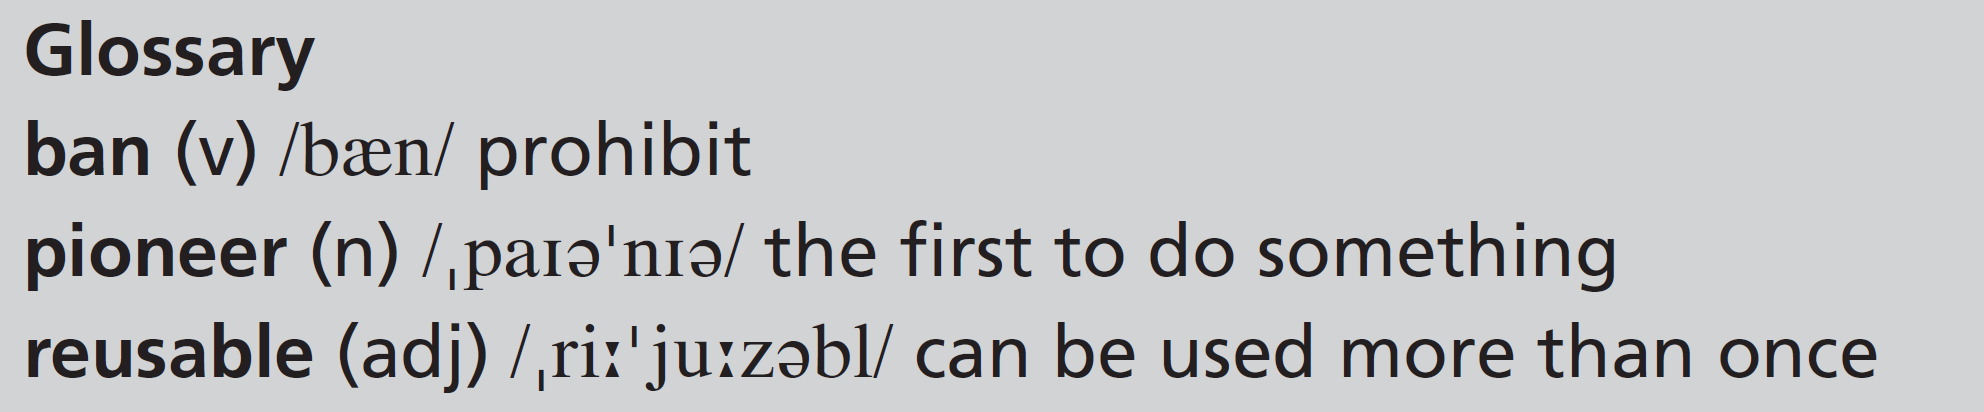 Glossary
ban (v) /bæn/ prohibit
pioneer (n) /ˌpaɪəˈnɪə/ the first to do something
reusable (adj) /ˌriːˈjuːzəbl/ can be used more than once